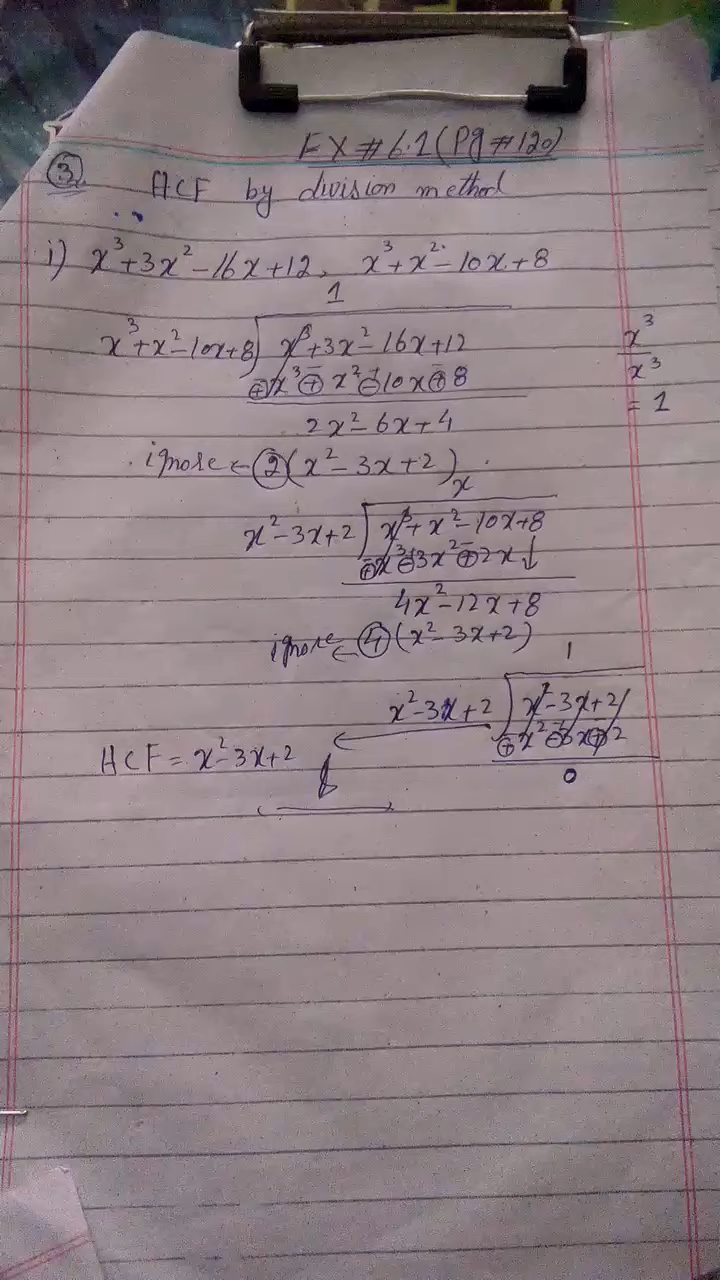 EX # 6.1 (Pg # 120)
③ HCF by division method
i) x³+3x²-16x+12, x³+x²-10x+8
1
x³+x²-10x+8) x³+3x²-16x+12
x³/x³
⊕x³⊕x²⊖10x⊕8
= 1
2x²-6x+4
ignore ← ②(x²-3x+2)
x
x²-3x+2) x³+x²-10x+8
⊕x³⊖3x²⊕2x↓
4x²-12x+8
ignore ← ④(x²-3x+2)
1
x²-3x+2) x²-3x+2
⊕x²⊖3x⊕2
HCF = x²-3x+2
0